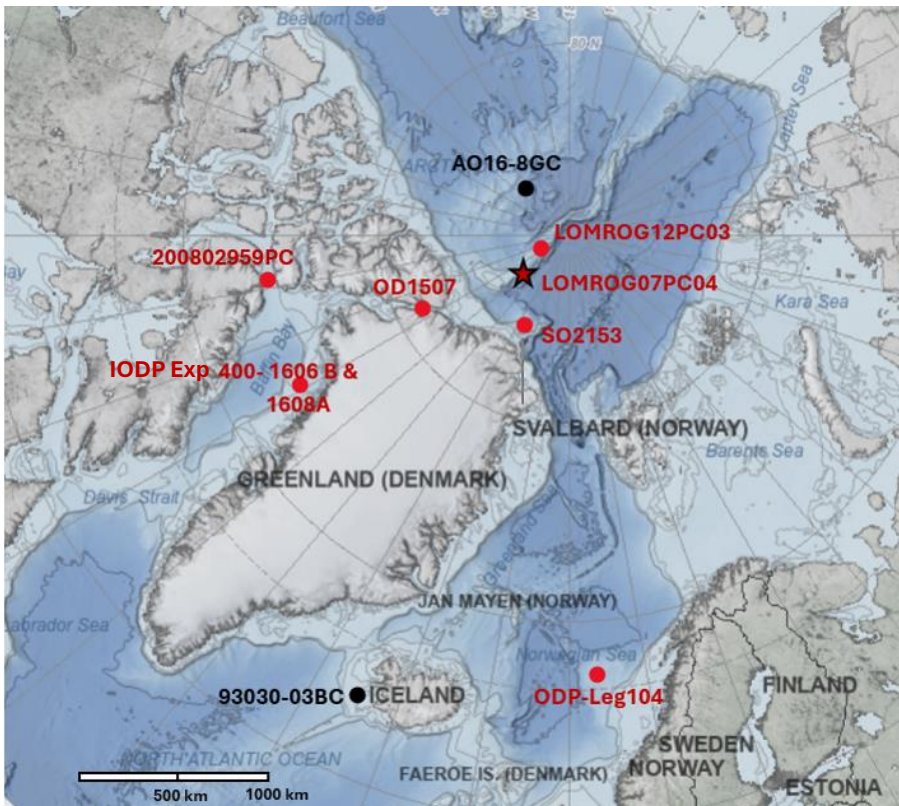 Beaufort Sea
80 N
Laptev Sea
AO16-8GC
LOMROG12PC03
200802959PC
OD1507
LOMROG07PC04
Kara Sea
SO2153
IODP Exp 400- 1606 B &
1608A
Baffin Bay
SVALBARD (NORWAY)
Barents Sea
GREENLAND (DENMARK)
Davis Strait
Greenland Sea
JAN MAYEN (NORWAY)
Labrador Sea
Norwegian Sea
93030-03BC
ICELAND
ODP-Leg104
FINLAND
SWEDEN
NORWAY
NORTH ATLANTIC OCEAN
FAEROE IS. (DENMARK)
ESTONIA
500 km
1000 km